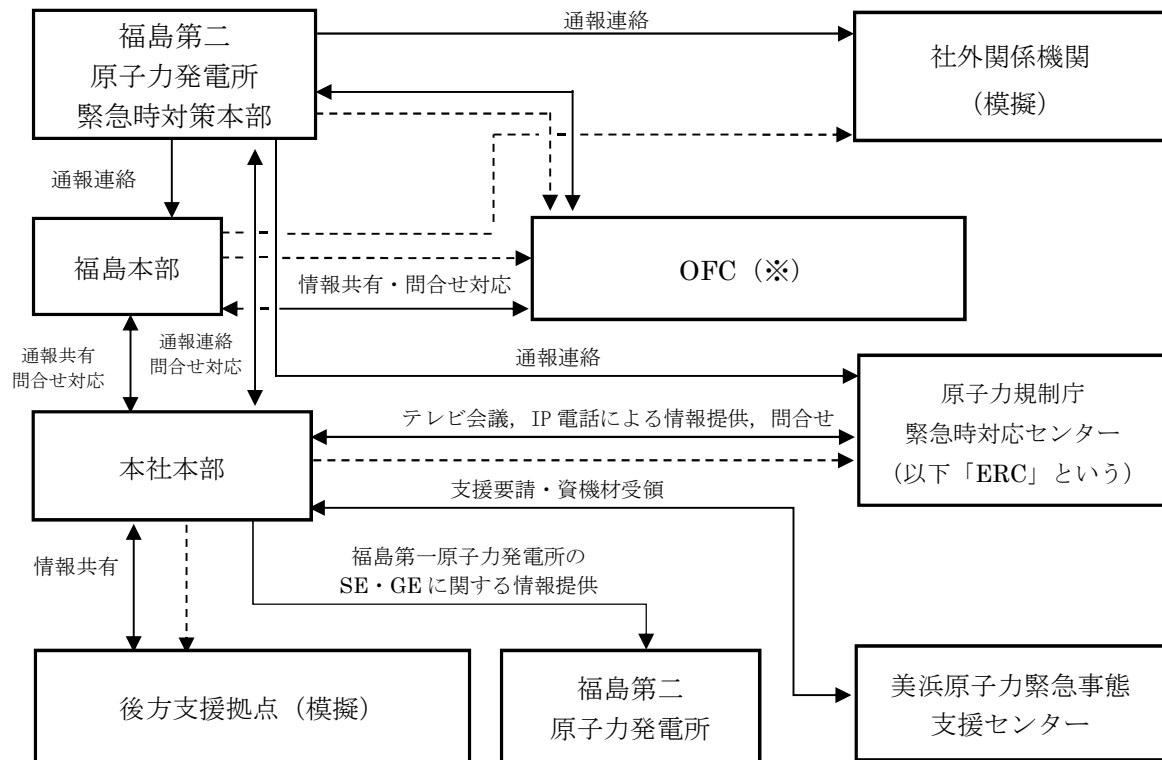 福島第二
原子力発電所
緊急時対策本部
通報連絡
社外関係機関
（模擬）
通報連絡
福島本部
OFC（※）
情報共有・問合せ対応
通報共有
問合せ対応
通報連絡
問合せ対応
通報連絡
原子力規制庁
緊急時対応センター
（以下「ERC」という）
テレビ会議，IP 電話による情報提供，問合せ
本社本部
支援要請・資機材受領
情報共有
福島第一原子力発電所の
SE・GE に関する情報提供
後方支援拠点（模擬）
福島第二
原子力発電所
美浜原子力緊急事態
支援センター